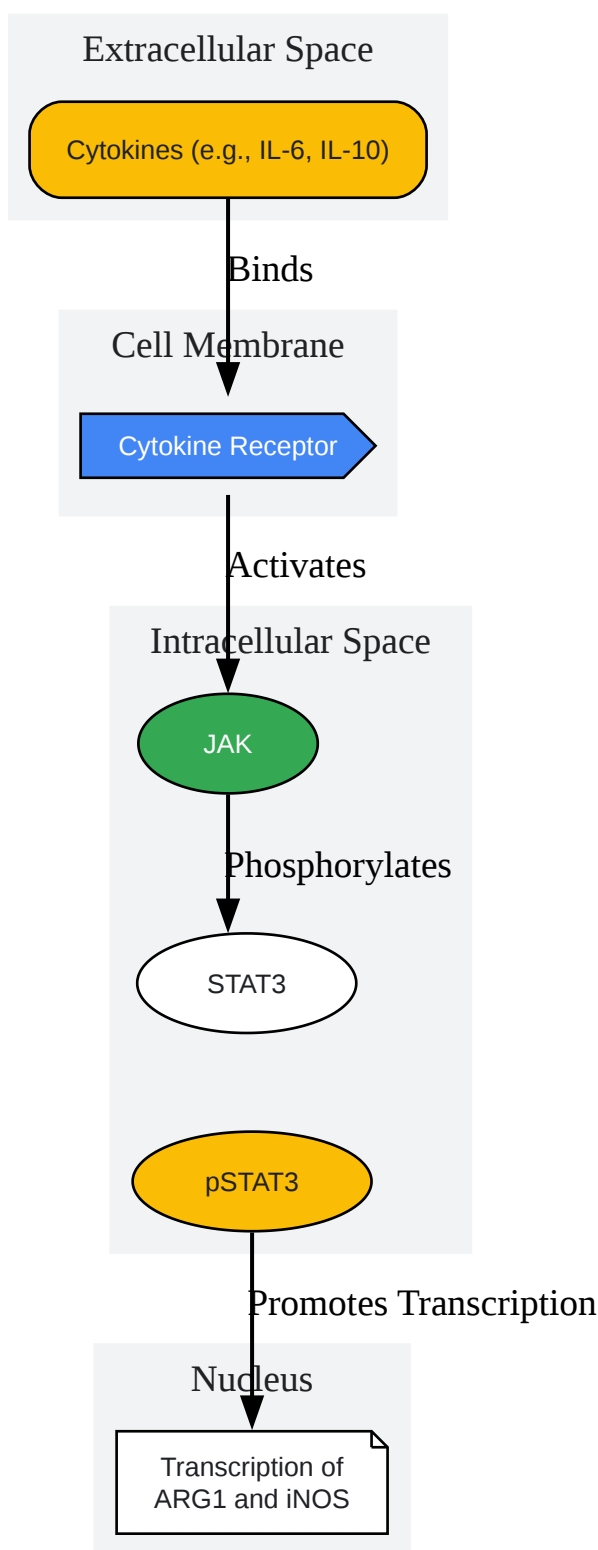 Extracellular Space
Cytokines (e.g., IL-6, IL-10)
Binds
Cell Membrane
Cytokine Receptor
Activates
Intracellular Space
JAK
Phosphorylates
STAT3
pSTAT3
Promotes Transcription
Nucleus
Transcription of
ARG1 and iNOS